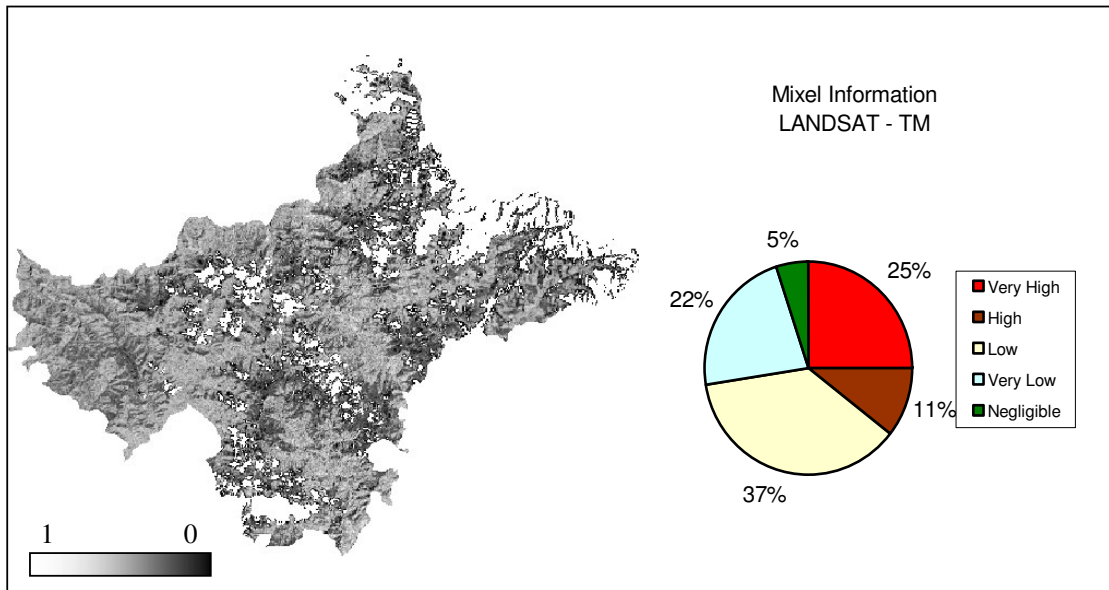 Mixel Information
LANDSAT - TM
5%
25%
22%
11%
37%
Very High
High
Low
Very Low
Negligible
1 0